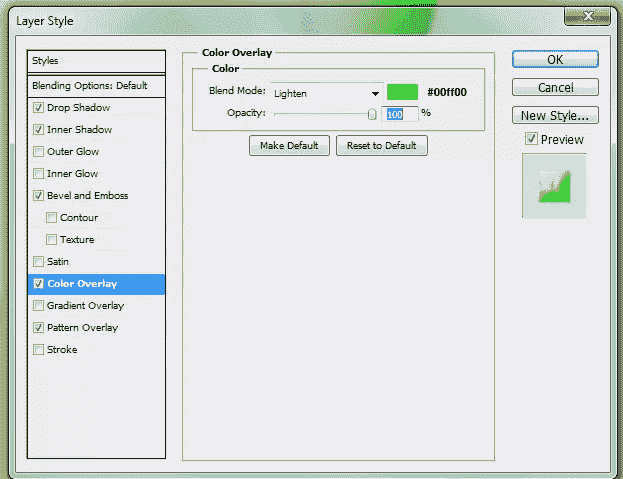 Layer Style
Styles
Blending Options: Default
Drop Shadow
Inner Shadow
Outer Glow
Inner Glow
Bevel and Emboss
Contour
Texture
Satin
Color Overlay
Gradient Overlay
Pattern Overlay
Stroke
Color Overlay
Color
Blend Mode: Lighten #00ff00
Opacity: 100 %
Make Default Reset to Default
OK
Cancel
New Style...
Preview